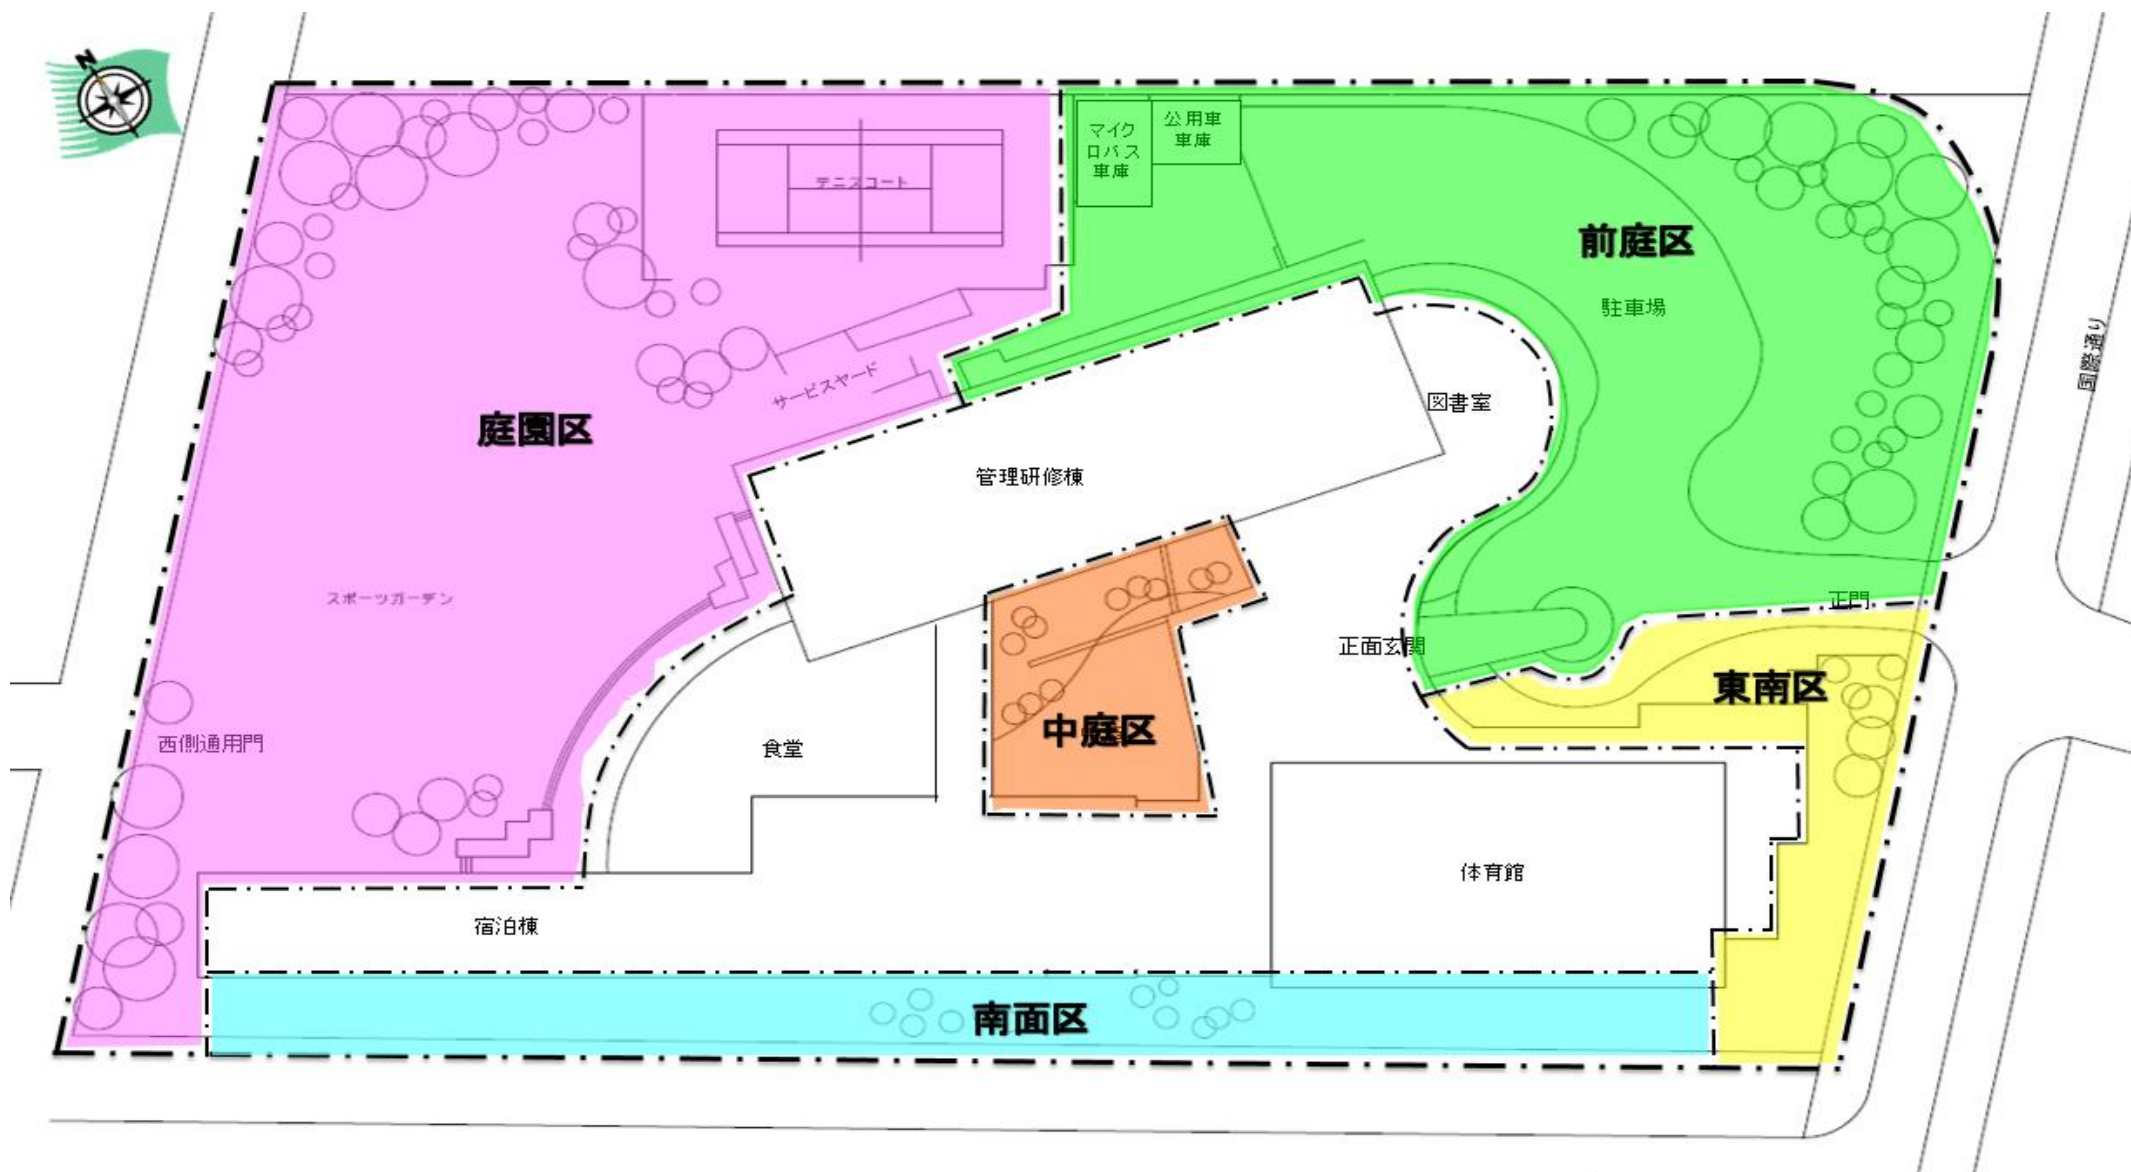 N
マイク
ロバス
車庫
公用車
車庫
テニスコート
前庭区
駐車場
国際通り
サービスヤード
図書室
庭園区
管理研修棟
スポーツガーデン
正門
正面玄関
東南区
中庭区
西側通用門
食堂
体育館
宿泊棟
南面区